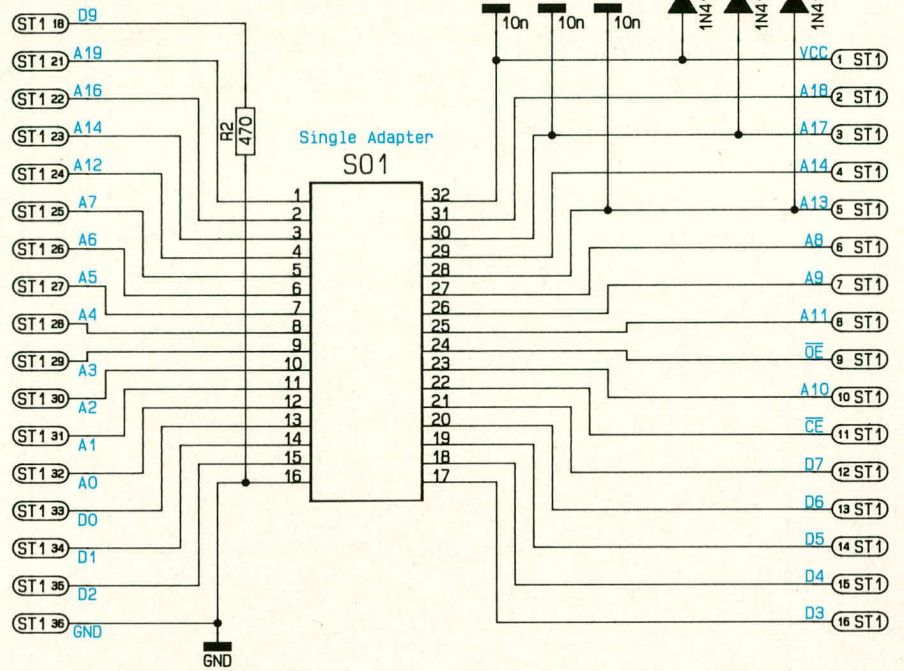 10n 10n 10n 1N4 1N4 1N4
ST1 18 D9
ST1 21 A19
ST1 22 A16
ST1 23 A14
ST1 24 A12
ST1 25 A7
ST1 26 A6
ST1 27 A5
ST1 28 A4
ST1 29 A3
ST1 30 A2
ST1 31 A1
ST1 32 A0
ST1 33 D0
ST1 34 D1
ST1 35 D2
ST1 36 GND
GND
R2 470
Single Adapter
SO1
1 32
2 31
3 30
4 29
5 28
6 27
7 26
8 25
9 24
10 23
11 22
12 21
13 20
14 19
15 18
16 17
VCC 1 ST1
A18 2 ST1
A17 3 ST1
A14 4 ST1
A13 5 ST1
A8 6 ST1
A9 7 ST1
A11 8 ST1
O̅E̅ 9 ST1
A10 10 ST1
C̅E̅ 11 ST1
D7 12 ST1
D6 13 ST1
D5 14 ST1
D4 15 ST1
D3 16 ST1